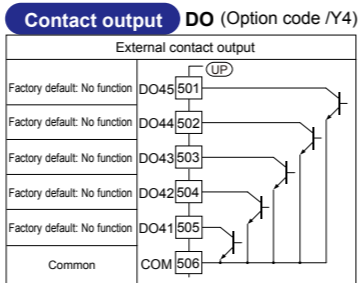 Contact output DO (Option code /Y4)
External contact output
UP
Factory default: No function DO45 501
Factory default: No function DO44 502
Factory default: No function DO43 503
Factory default: No function DO42 504
Factory default: No function DO41 505
Common COM 506